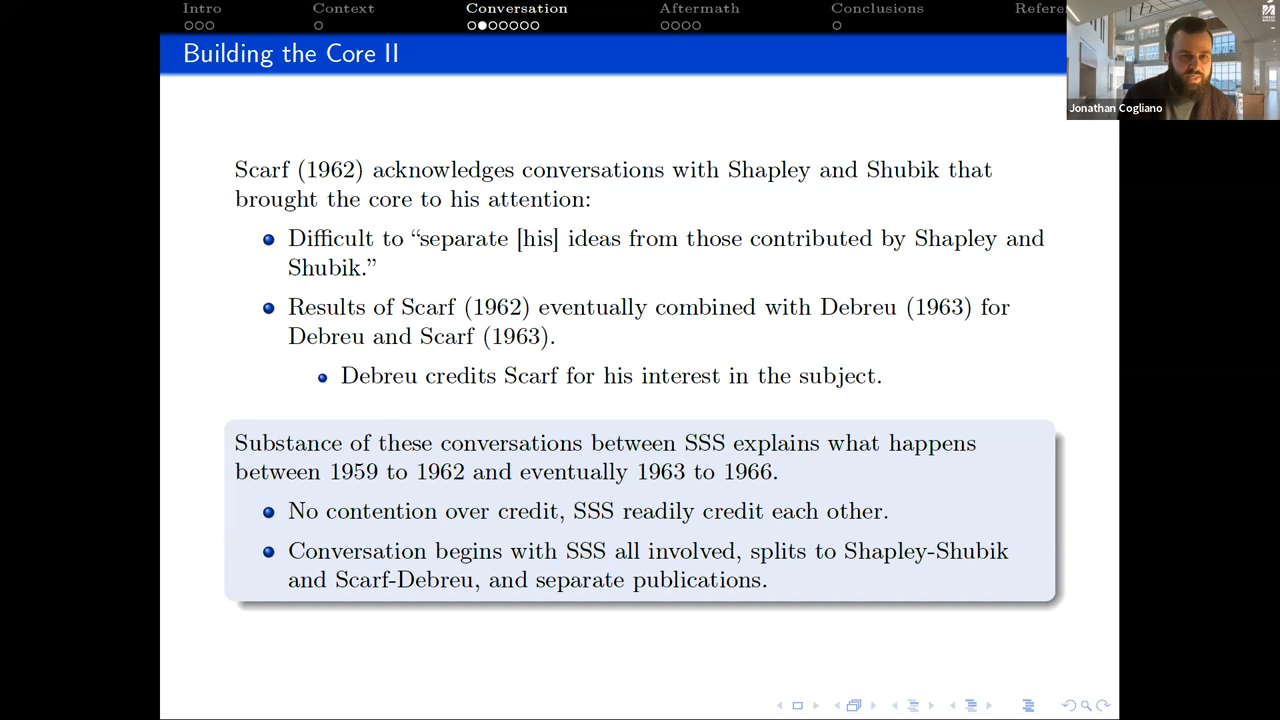 Intro
Context
Conversation
Aftermath
Conclusions
Refere
Building the Core II
Jonathan Cogliano
Scarf (1962) acknowledges conversations with Shapley and Shubik that
brought the core to his attention:
Difficult to “separate [his] ideas from those contributed by Shapley and
Shubik.”
Results of Scarf (1962) eventually combined with Debreu (1963) for
Debreu and Scarf (1963).
Debreu credits Scarf for his interest in the subject.
Substance of these conversations between SSS explains what happens
between 1959 to 1962 and eventually 1963 to 1966.
No contention over credit, SSS readily credit each other.
Conversation begins with SSS all involved, splits to Shapley-Shubik
and Scarf-Debreu, and separate publications.